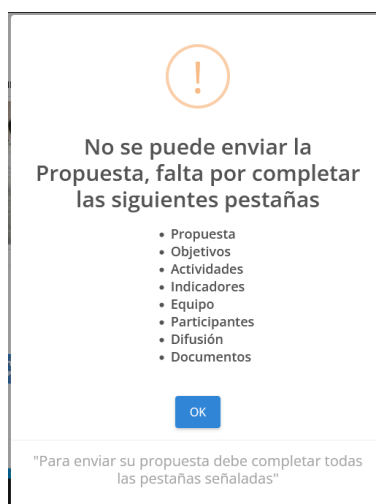 !
No se puede enviar la
Propuesta, falta por completar
las siguientes pestañas
• Propuesta
• Objetivos
• Actividades
• Indicadores
• Equipo
• Participantes
• Difusión
• Documentos
OK
"Para enviar su propuesta debe completar todas
las pestañas señaladas"